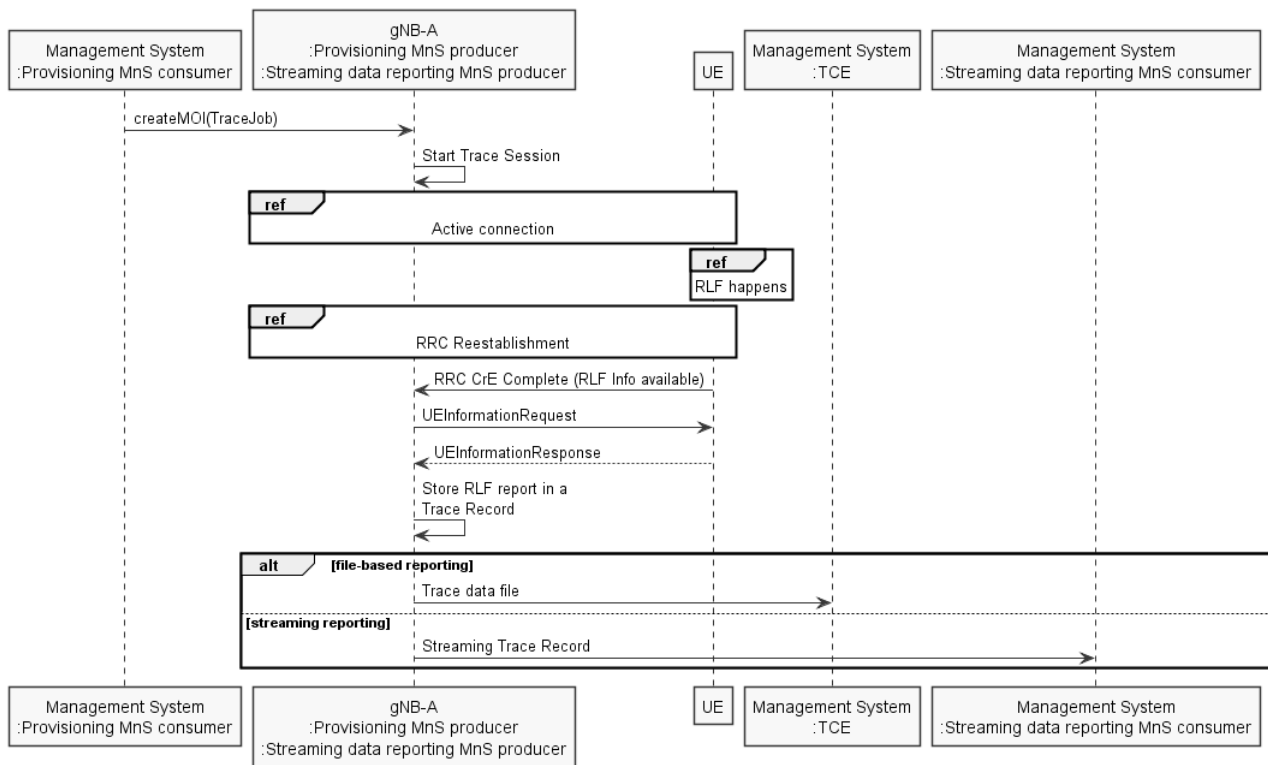 Management System
:Provisioning MnS consumer
gNB-A
:Provisioning MnS producer
:Streaming data reporting MnS producer
UE
Management System
:TCE
Management System
:Streaming data reporting MnS consumer
createMOI(TraceJob)
Start Trace Session
ref
Active connection
ref
RLF happens
ref
RRC Reestablishment
RRC CrE Complete (RLF Info available)
UEInformationRequest
UEInformationResponse
Store RLF report in a
Trace Record
alt [file-based reporting]
Trace data file
[streaming reporting]
Streaming Trace Record
Management System
:Provisioning MnS consumer
gNB-A
:Provisioning MnS producer
:Streaming data reporting MnS producer
UE
Management System
:TCE
Management System
:Streaming data reporting MnS consumer